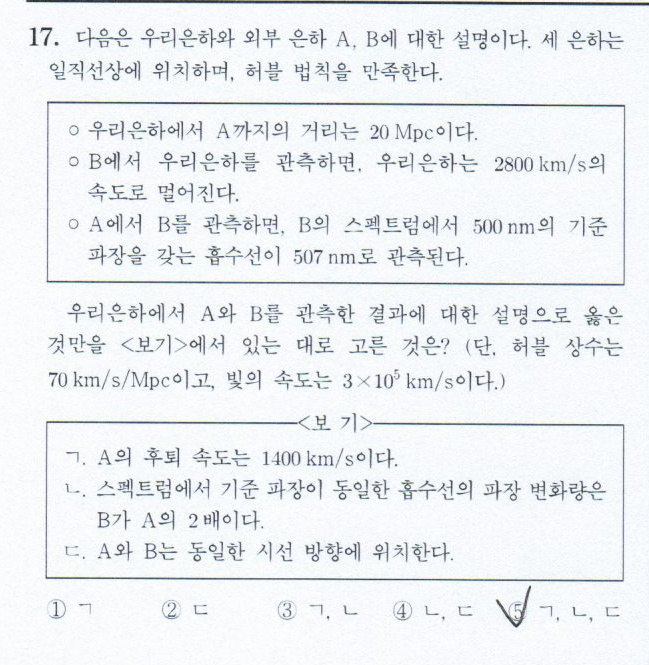 17. 다음은 우리은하와 외부 은하 A, B에 대한 설명이다. 세 은하는
일직선상에 위치하며, 허블 법칙을 만족한다.
○ 우리은하에서 A까지의 거리는 20 Mpc이다.
○ B에서 우리은하를 관측하면, 우리은하는 2800 km/s의
속도로 멀어진다.
○ A에서 B를 관측하면, B의 스펙트럼에서 500 nm의 기준
파장을 갖는 흡수선이 507 nm로 관측된다.
우리은하에서 A와 B를 관측한 결과에 대한 설명으로 옳은
것만을 <보기>에서 있는 대로 고른 것은? (단, 허블 상수는
70 km/s/Mpc이고, 빛의 속도는 3×10⁵ km/s이다.)
<보 기>
ㄱ. A의 후퇴 속도는 1400 km/s이다.
ㄴ. 스펙트럼에서 기준 파장이 동일한 흡수선의 파장 변화량은
B가 A의 2배이다.
ㄷ. A와 B는 동일한 시선 방향에 위치한다.
① ㄱ ② ㄷ ③ ㄱ, ㄴ ④ ㄴ, ㄷ ⑤ ㄱ, ㄴ, ㄷ